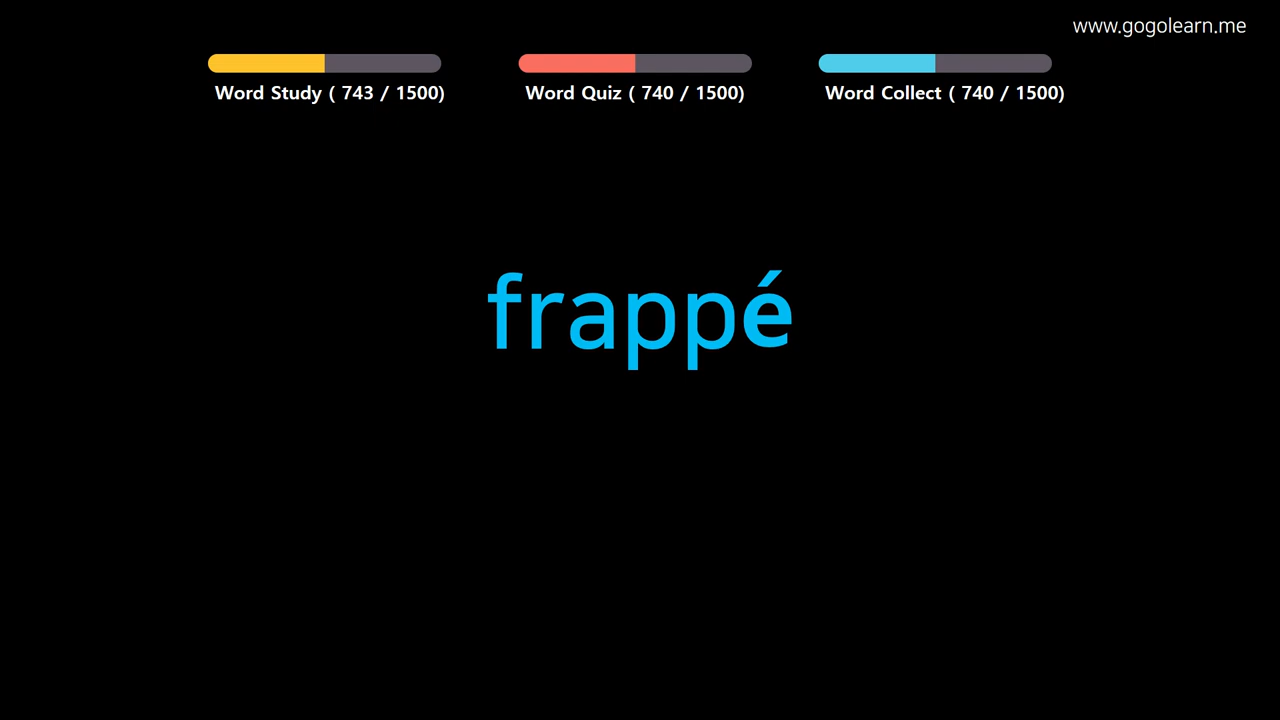 www.gogolearn.me
Word Study ( 743 / 1500)
Word Quiz ( 740 / 1500)
Word Collect ( 740 / 1500)
frappé